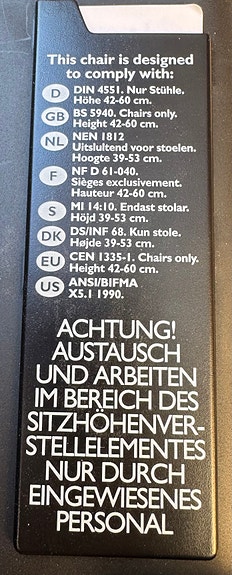 This chair is designed
to comply with:
D DIN 4551. Nur Stühle.
Höhe 42-60 cm.
GB BS 5940. Chairs only.
Height 42-60 cm.
NL NEN 1812
Uitslultend voor stoelen.
Hoogte 39-53 cm.
F NF D 61-040.
Sièges exclusivement.
Hauteur 42-60 cm.
S MI 14:10. Endast stolar.
Höjd 39-53 cm.
DK DS/INF 68. Kun stole.
Højde 39-53 cm.
EU CEN 1335-1. Chairs only.
Height 42-60 cm.
US ANSI/BIFMA
X5.1 1990.
ACHTUNG!
AUSTAUSCH
UND ARBEITEN
IM BEREICH DES
SITZHÖHENVER-
STELLELEMENTES
NUR DURCH
EINGEWIESENES
PERSONAL